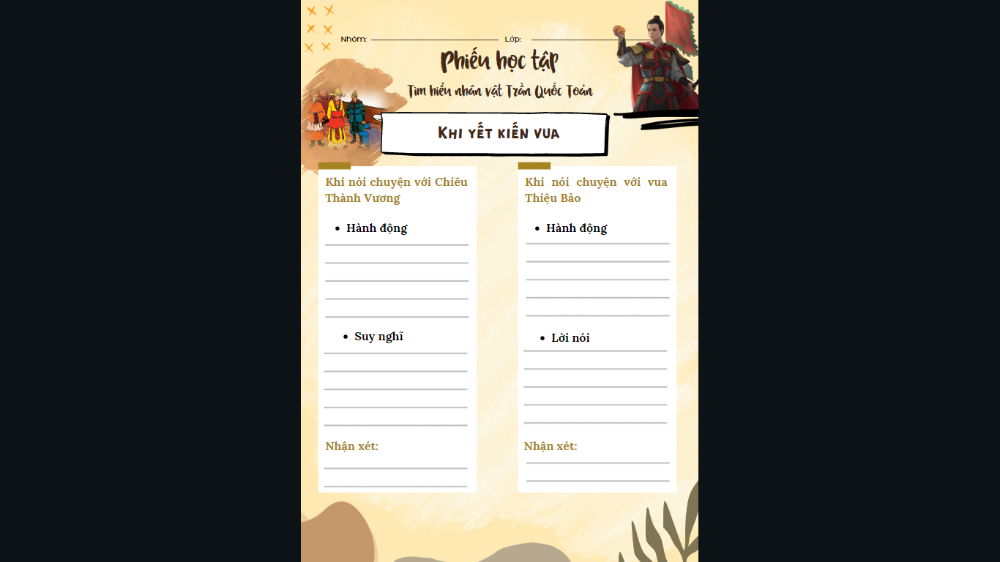 Nhóm: Lớp:
Phiếu học tập
Tìm hiểu nhân vật Trần Quốc Toản
KHI YẾT KIẾN VUA
Khi nói chuyện với Chiêu
Thành Vương
• Hành động
• Suy nghĩ
Nhận xét:
Khi nói chuyện với vua
Thiệu Bảo
• Hành động
• Lời nói
Nhận xét: